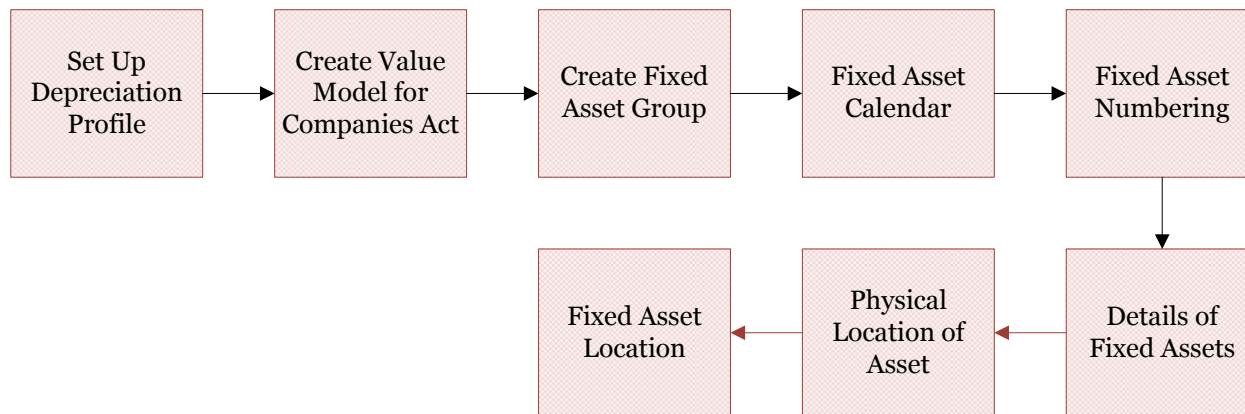 Set Up
Depreciation
Profile
Create Value
Model for
Companies Act
Create Fixed
Asset Group
Fixed Asset
Calendar
Fixed Asset
Numbering
Details of
Fixed Assets
Physical
Location of
Asset
Fixed Asset
Location